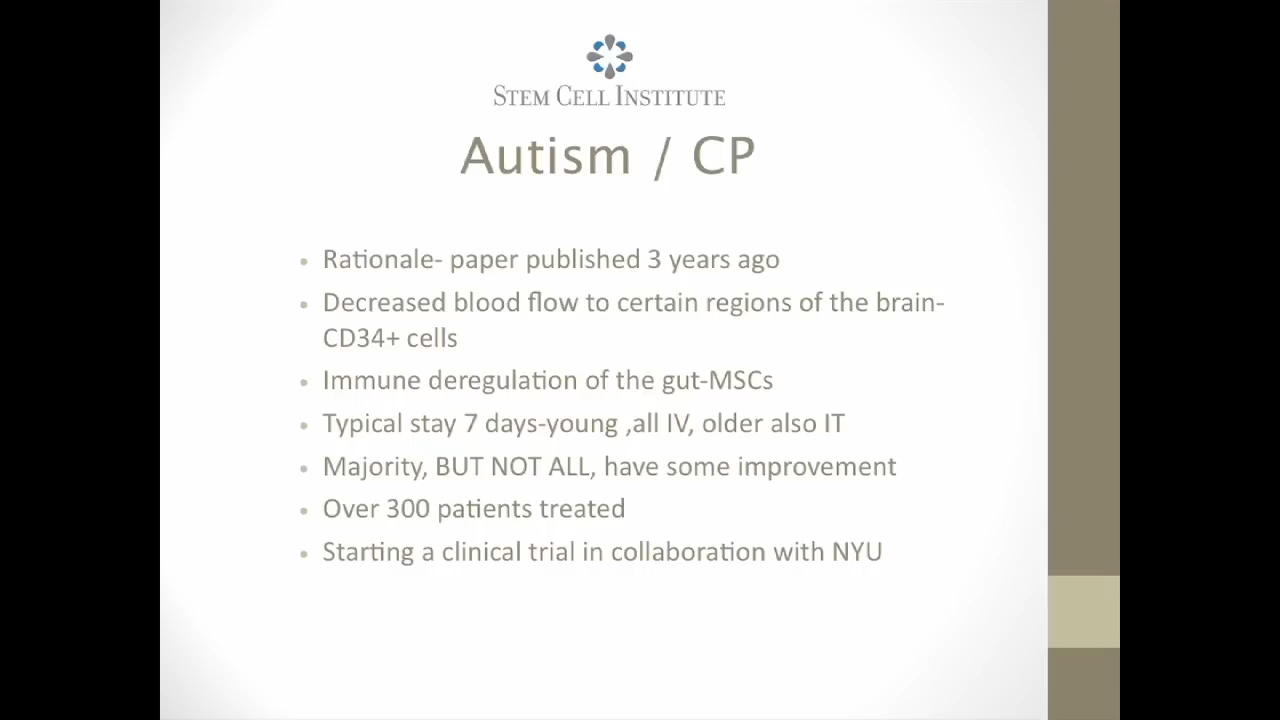 STEM CELL INSTITUTE
Autism / CP
• Rationale- paper published 3 years ago
• Decreased blood flow to certain regions of the brain-
CD34+ cells
• Immune deregulation of the gut-MSCs
• Typical stay 7 days-young ,all IV, older also IT
• Majority, BUT NOT ALL, have some improvement
• Over 300 patients treated
• Starting a clinical trial in collaboration with NYU